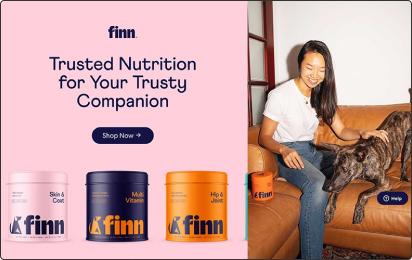 finn.
Trusted Nutrition
for Your Trusty
Companion
Shop Now →
Skin &
Coat
finn
Multi
Vitamin
finn
Hip &
Joint
finn
Help